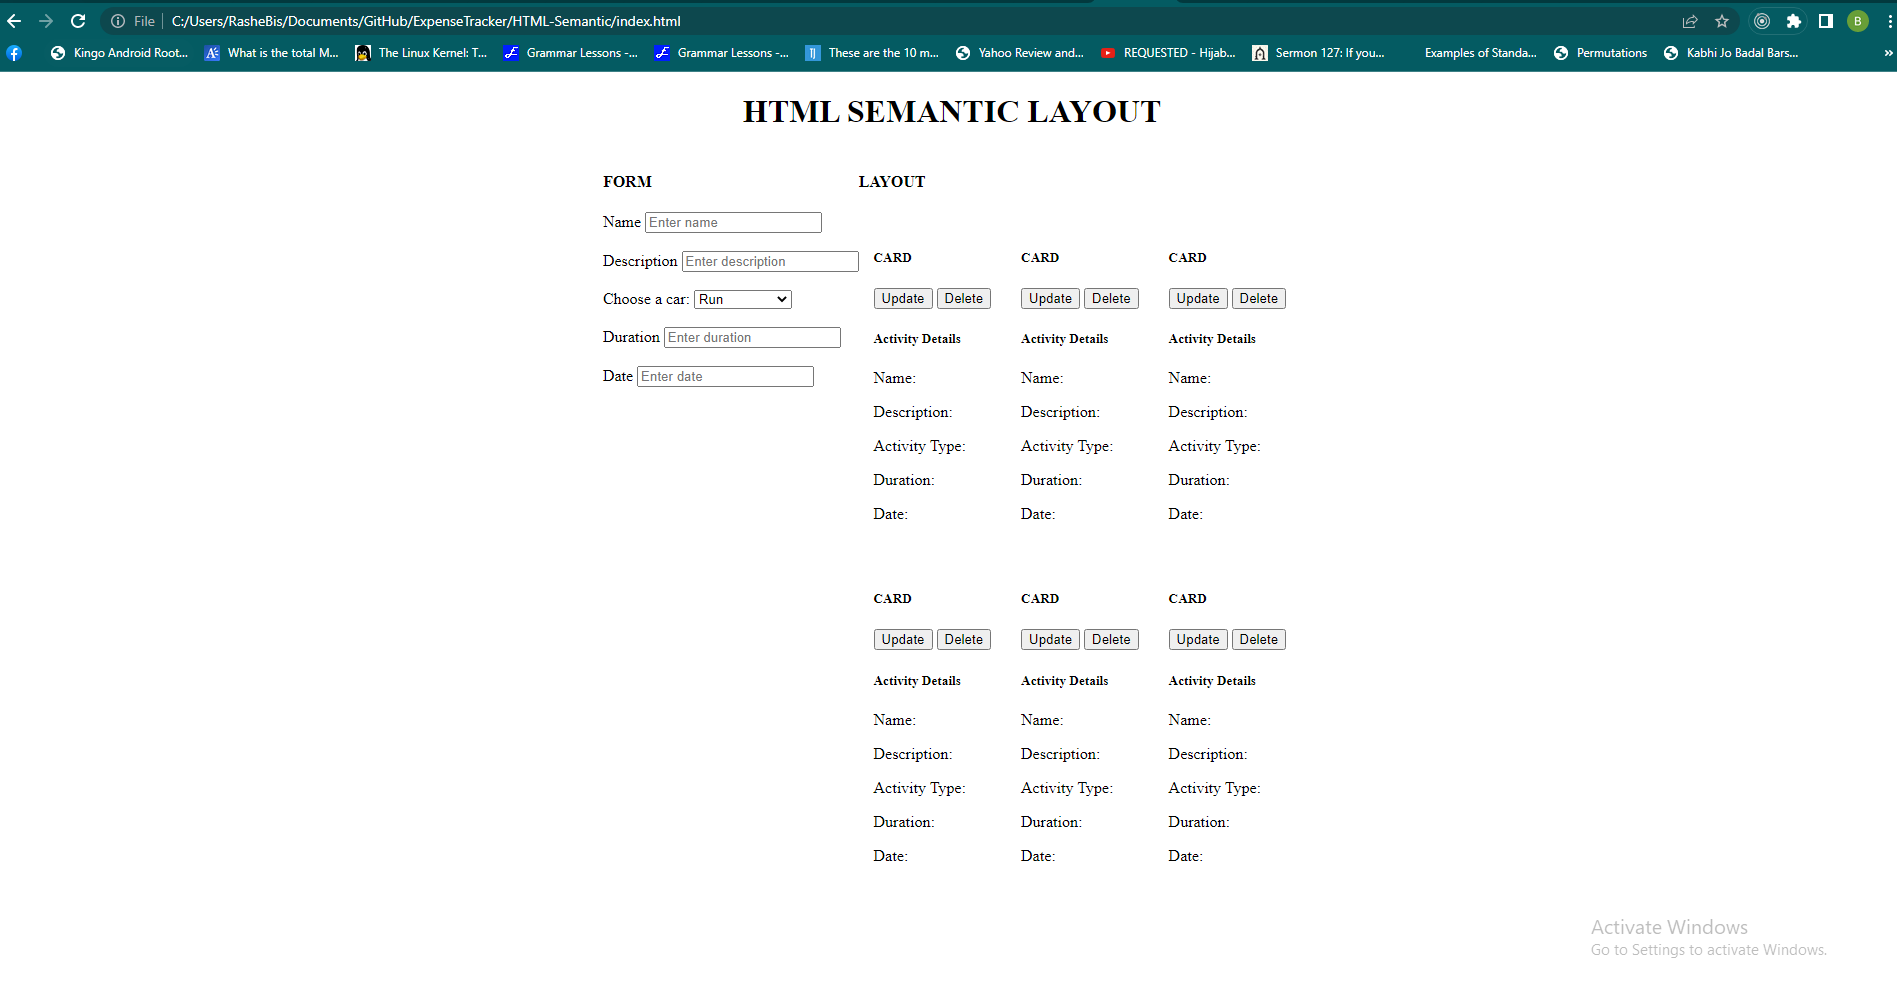 File C:/Users/RasheBis/Documents/GitHub/ExpenseTracker/HTML-Semantic/index.html B
Kingo Android Root... What is the total M... The Linux Kernel: T... Grammar Lessons -... Grammar Lessons -... These are the 10 m... Yahoo Review and... REQUESTED - Hijab... Sermon 127: If you... Examples of Standa... Permutations Kabhi Jo Badal Bars... »
HTML SEMANTIC LAYOUT
FORM
Name Enter name
Description Enter description
Choose a car: Run
Duration Enter duration
Date Enter date
LAYOUT
CARD CARD CARD
Update Delete Update Delete Update Delete
Activity Details Activity Details Activity Details
Name: Name: Name:
Description: Description: Description:
Activity Type: Activity Type: Activity Type:
Duration: Duration: Duration:
Date: Date: Date:
CARD CARD CARD
Update Delete Update Delete Update Delete
Activity Details Activity Details Activity Details
Name: Name: Name:
Description: Description: Description:
Activity Type: Activity Type: Activity Type:
Duration: Duration: Duration:
Date: Date: Date:
Activate Windows
Go to Settings to activate Windows.